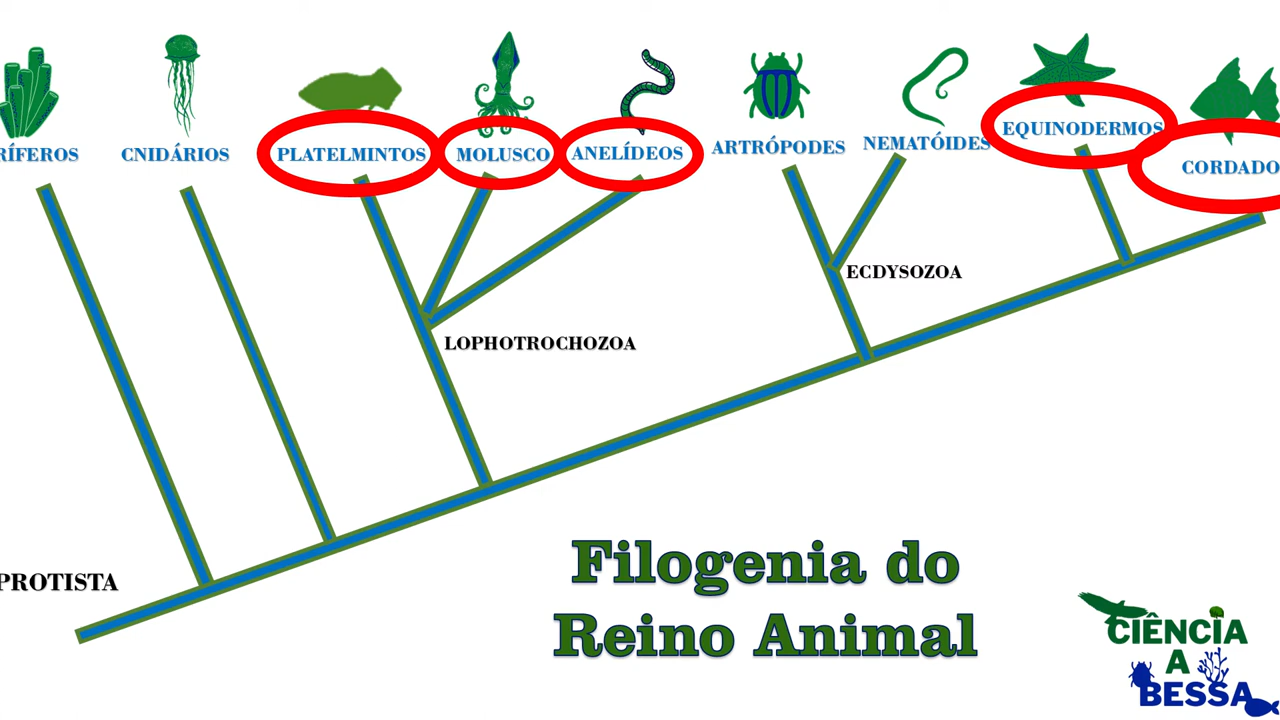 RÍFEROS
CNIDÁRIOS
PLATELMINTOS
MOLUSCO
ANELÍDEOS
ARTRÓPODES
NEMATÓIDES
EQUINODERMOS
CORDADO
ECDYSOZOA
LOPHOTROCHOZOA
PROTISTA
Filogenia do
Reino Animal
CIÊNCIA
A
BESSA